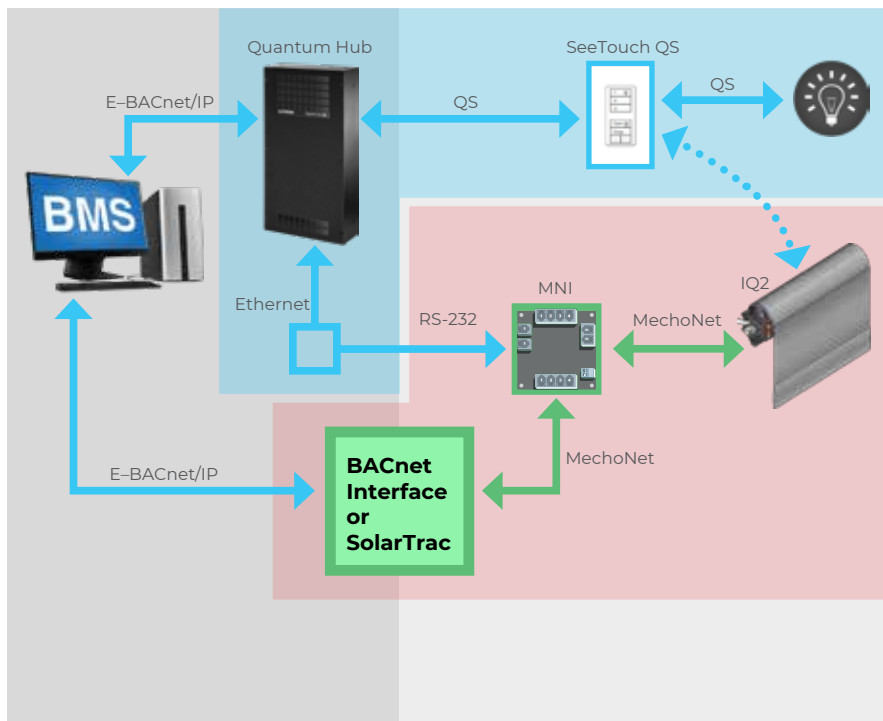 Quantum Hub
SeeTouch QS
E–BACnet/IP
QS
QS
BMS
Ethernet
MNI
IQ2
RS-232
MechoNet
E–BACnet/IP
BACnet
Interface
or
SolarTrac
MechoNet